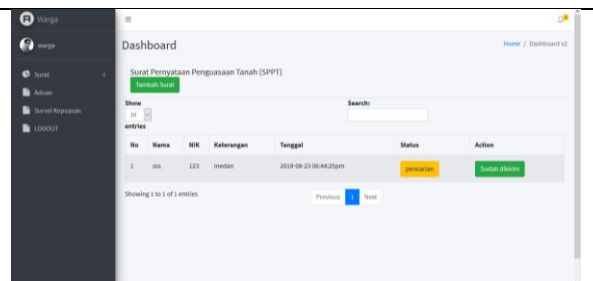 Warga
warga
Surat
Aduan
Survei Kepuasan
LOGOUT
Dashboard
Home / Dashboard v2
Surat Pernyataan Penguasaan Tanah (SPPT)
Tambah Surat
Show
10
entries
Search:
No Nama NIK Keterangan Tanggal Status Action
1 sss 123 medan 2018-08-23 06:44:25pm pencarian Sudah dikirim
Showing 1 to 1 of 1 entries
Previous 1 Next